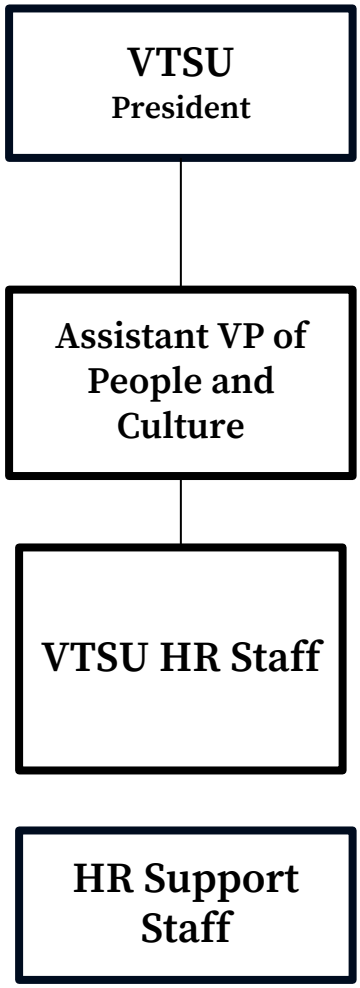 VTSU
President
Assistant VP of
People and
Culture
VTSU HR Staff
HR Support
Staff